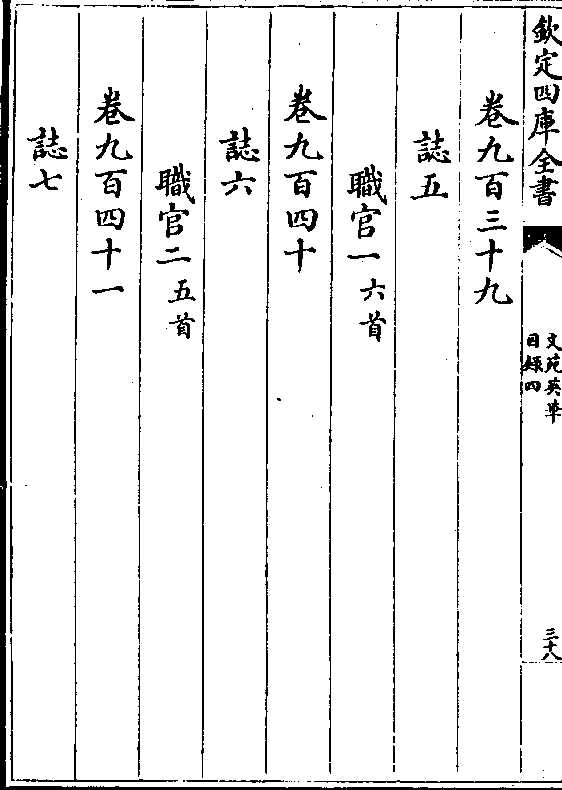 欽定四庫全書
文苑英華
目録四
三十八
卷九百三十九
誌五
職官一六首
卷九百四十
誌六
職官二五首
卷九百四十一
誌七